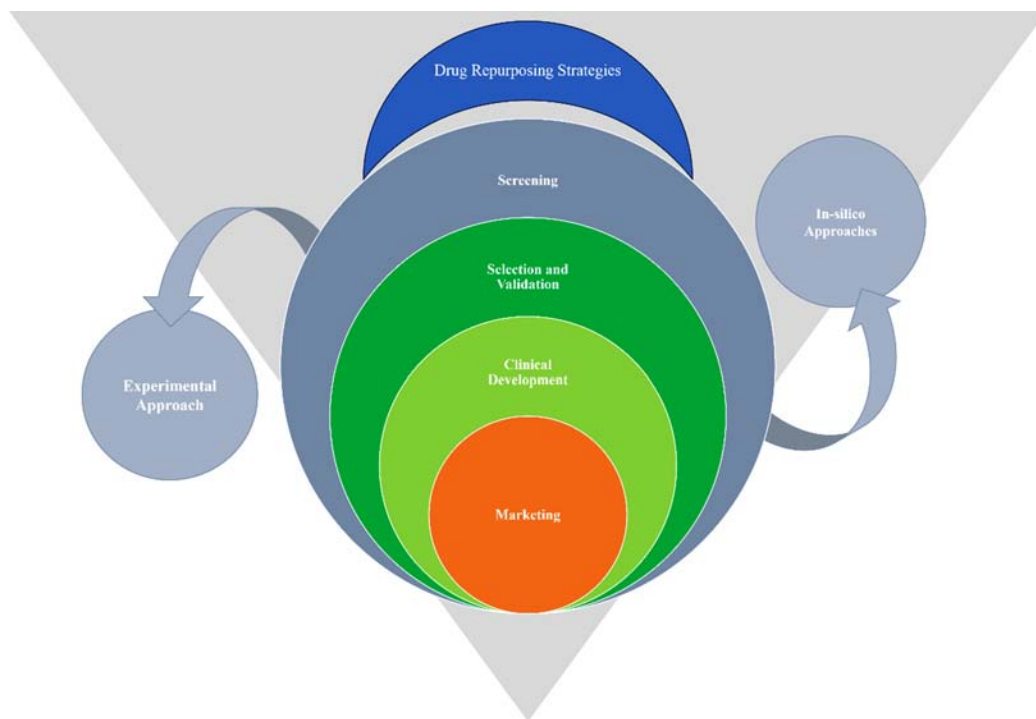 Drug Repurposing Strategies
Screening
In-silico
Approaches
Selection and
Validation
Clinical
Development
Experimental
Approach
Marketing